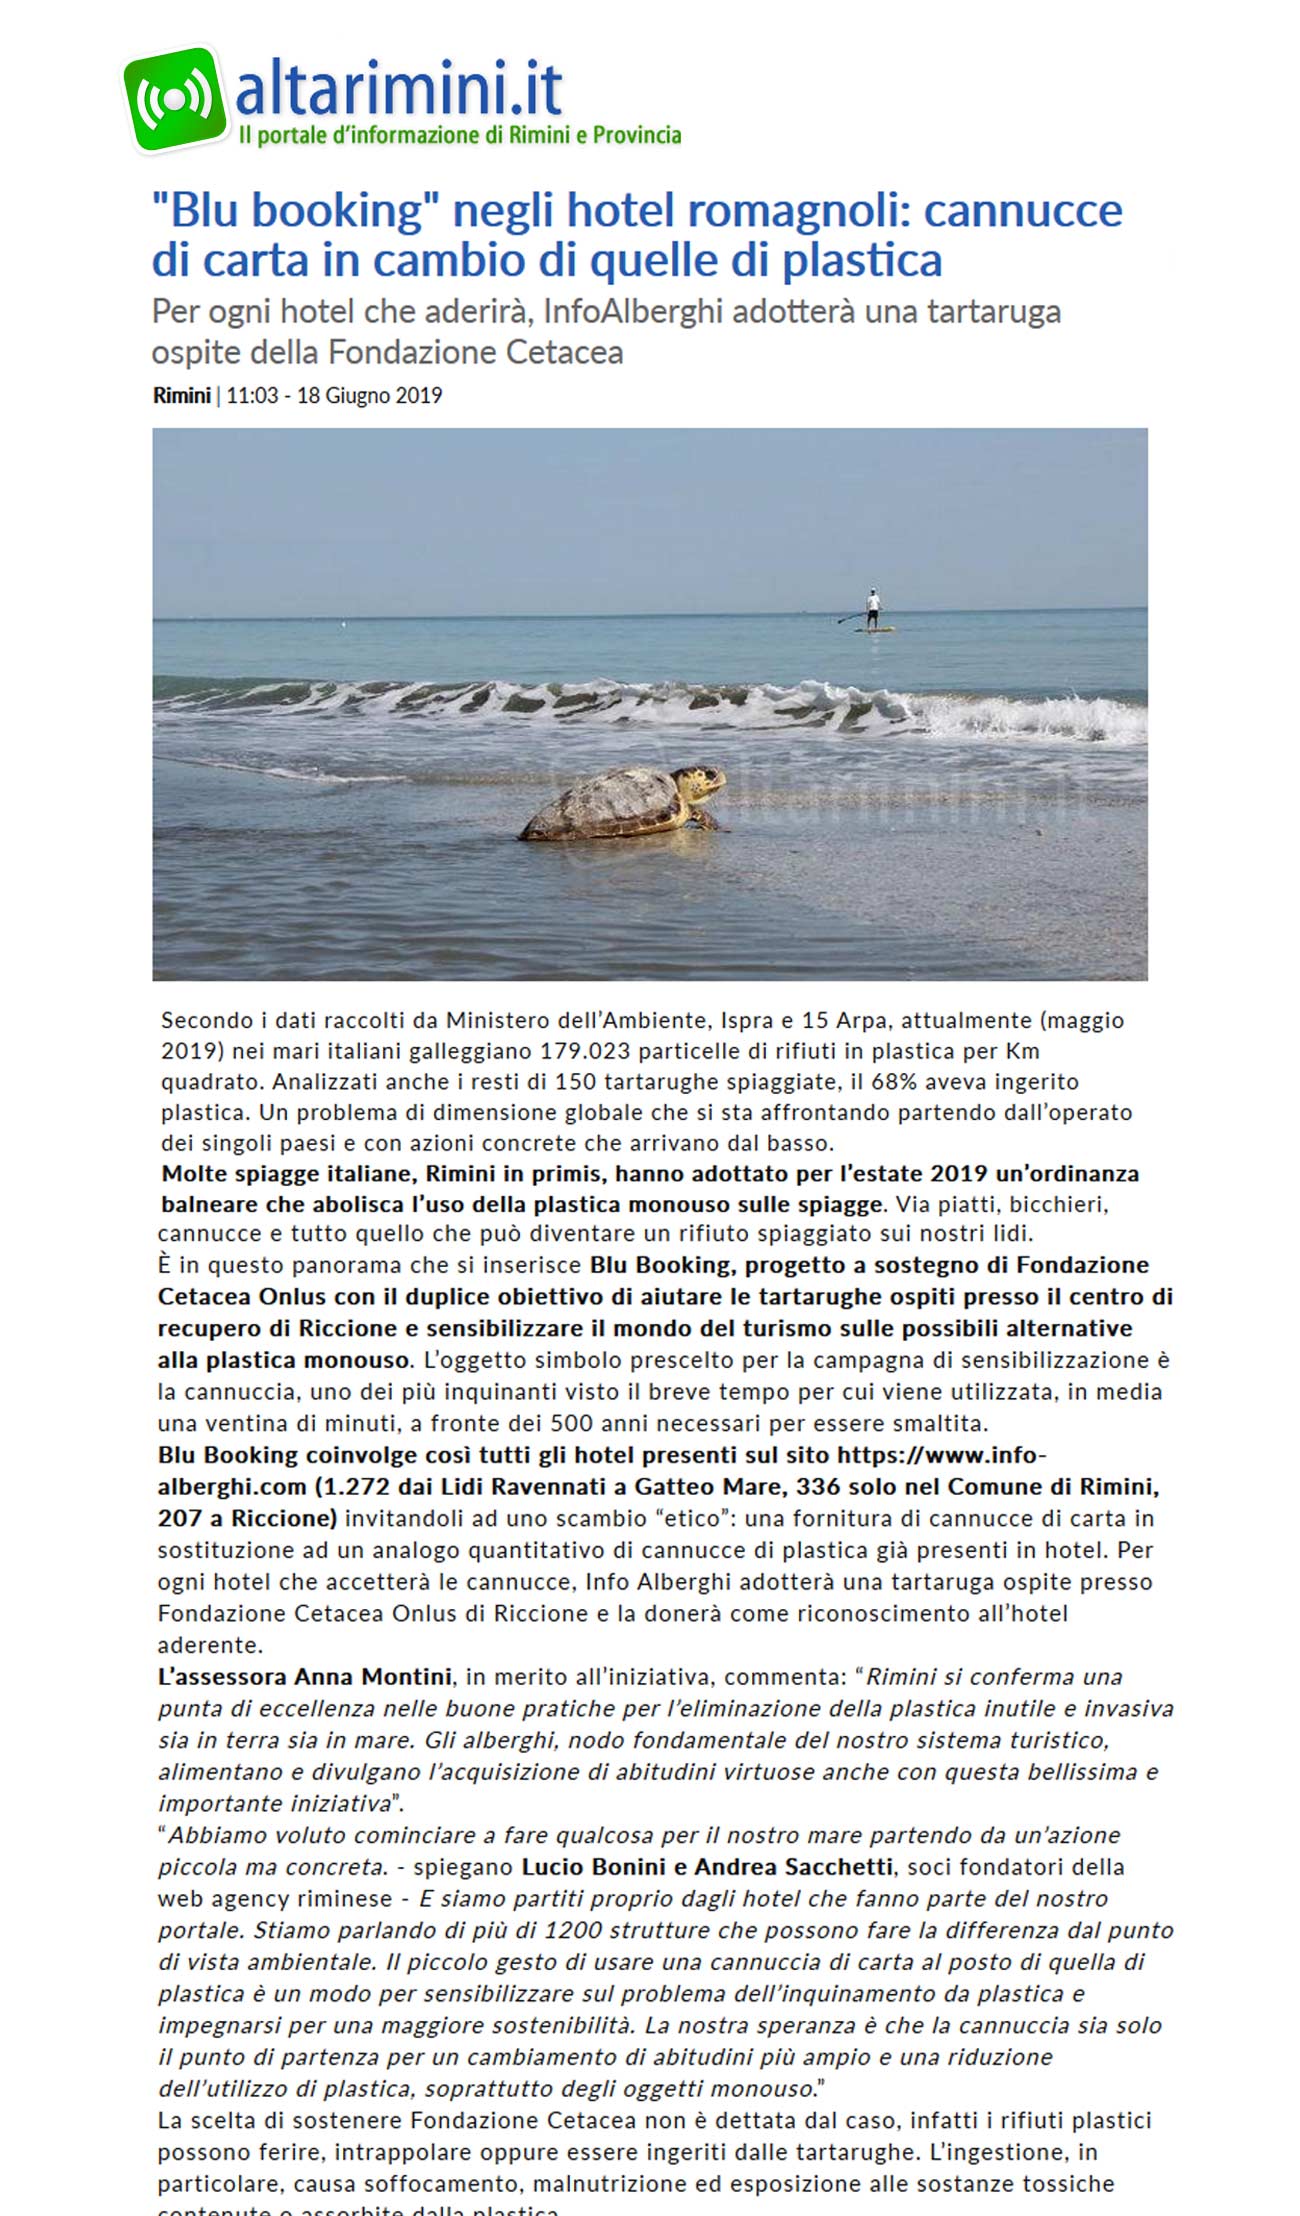 altarimini.it
Il portale d'informazione di Rimini e Provincia
"Blu booking" negli hotel romagnoli: cannucce
di carta in cambio di quelle di plastica
Per ogni hotel che aderirà, InfoAlberghi adotterà una tartaruga
ospite della Fondazione Cetacea
Rimini | 11:03 - 18 Giugno 2019
altarimini.it
Secondo i dati raccolti da Ministero dell’Ambiente, Ispra e 15 Arpa, attualmente (maggio
2019) nei mari italiani galleggiano 179.023 particelle di rifiuti in plastica per Km
quadrato. Analizzati anche i resti di 150 tartarughe spiaggiate, il 68% aveva ingerito
plastica. Un problema di dimensione globale che si sta affrontando partendo dall’operato
dei singoli paesi e con azioni concrete che arrivano dal basso.
Molte spiagge italiane, Rimini in primis, hanno adottato per l’estate 2019 un’ordinanza
balneare che abolisca l’uso della plastica monouso sulle spiagge. Via piatti, bicchieri,
cannucce e tutto quello che può diventare un rifiuto spiaggiato sui nostri lidi.
È in questo panorama che si inserisce Blu Booking, progetto a sostegno di Fondazione
Cetacea Onlus con il duplice obiettivo di aiutare le tartarughe ospiti presso il centro di
recupero di Riccione e sensibilizzare il mondo del turismo sulle possibili alternative
alla plastica monouso. L’oggetto simbolo prescelto per la campagna di sensibilizzazione è
la cannuccia, uno dei più inquinanti visto il breve tempo per cui viene utilizzata, in media
una ventina di minuti, a fronte dei 500 anni necessari per essere smaltita.
Blu Booking coinvolge così tutti gli hotel presenti sul sito https://www.info-
alberghi.com (1.272 dai Lidi Ravennati a Gatteo Mare, 336 solo nel Comune di Rimini,
207 a Riccione) invitandoli ad uno scambio “etico”: una fornitura di cannucce di carta in
sostituzione ad un analogo quantitativo di cannucce di plastica già presenti in hotel. Per
ogni hotel che accetterà le cannucce, Info Alberghi adotterà una tartaruga ospite presso
Fondazione Cetacea Onlus di Riccione e la donerà come riconoscimento all’hotel
aderente.
L’assessora Anna Montini, in merito all’iniziativa, commenta: “Rimini si conferma una
punta di eccellenza nelle buone pratiche per l’eliminazione della plastica inutile e invasiva
sia in terra sia in mare. Gli alberghi, nodo fondamentale del nostro sistema turistico,
alimentano e divulgano l’acquisizione di abitudini virtuose anche con questa bellissima e
importante iniziativa”.
“Abbiamo voluto cominciare a fare qualcosa per il nostro mare partendo da un’azione
piccola ma concreta. - spiegano Lucio Bonini e Andrea Sacchetti, soci fondatori della
web agency riminese - E siamo partiti proprio dagli hotel che fanno parte del nostro
portale. Stiamo parlando di più di 1200 strutture che possono fare la differenza dal punto
di vista ambientale. Il piccolo gesto di usare una cannuccia di carta al posto di quella di
plastica è un modo per sensibilizzare sul problema dell’inquinamento da plastica e
impegnarsi per una maggiore sostenibilità. La nostra speranza è che la cannuccia sia solo
il punto di partenza per un cambiamento di abitudini più ampio e una riduzione
dell’utilizzo di plastica, soprattutto degli oggetti monouso.”
La scelta di sostenere Fondazione Cetacea non è dettata dal caso, infatti i rifiuti plastici
possono ferire, intrappolare oppure essere ingeriti dalle tartarughe. L’ingestione, in
particolare, causa soffocamento, malnutrizione ed esposizione alle sostanze tossiche
contenute o assorbite dalla plastica.